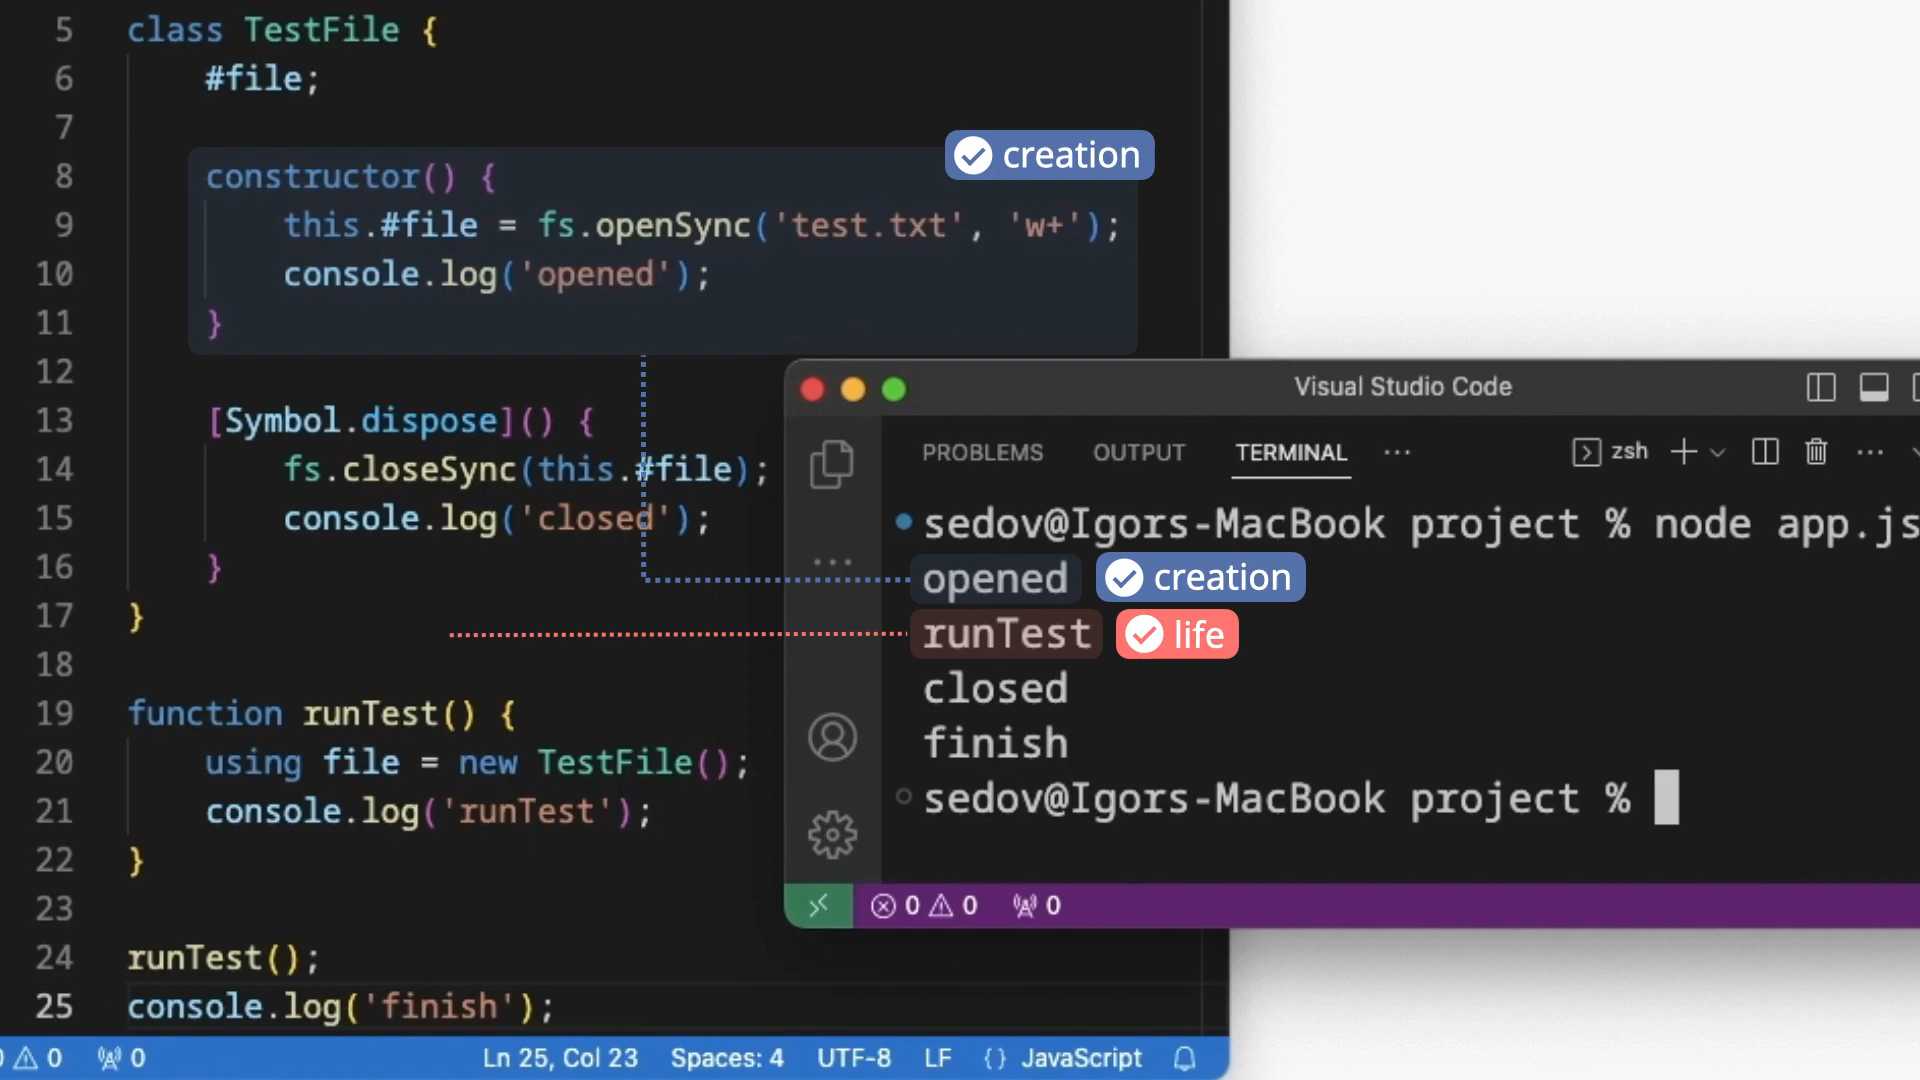 5 class TestFile {
6 #file;
7
8 constructor() {
9 this.#file = fs.openSync('test.txt', 'w+');
10 console.log('opened');
11 }
12
13 [Symbol.dispose]() {
14 fs.closeSync(this.#file);
15 console.log('closed');
16 }
17 }
18
19 function runTest() {
20 using file = new TestFile();
21 console.log('runTest');
22 }
23
24 runTest();
25 console.log('finish');
creation
Visual Studio Code
PROBLEMS OUTPUT TERMINAL ··· zsh
sedov@Igors-MacBook project % node app.js
opened creation
runTest life
closed
finish
sedov@Igors-MacBook project %
0 0 0
0 0 Ln 25, Col 23 Spaces: 4 UTF-8 LF {} JavaScript